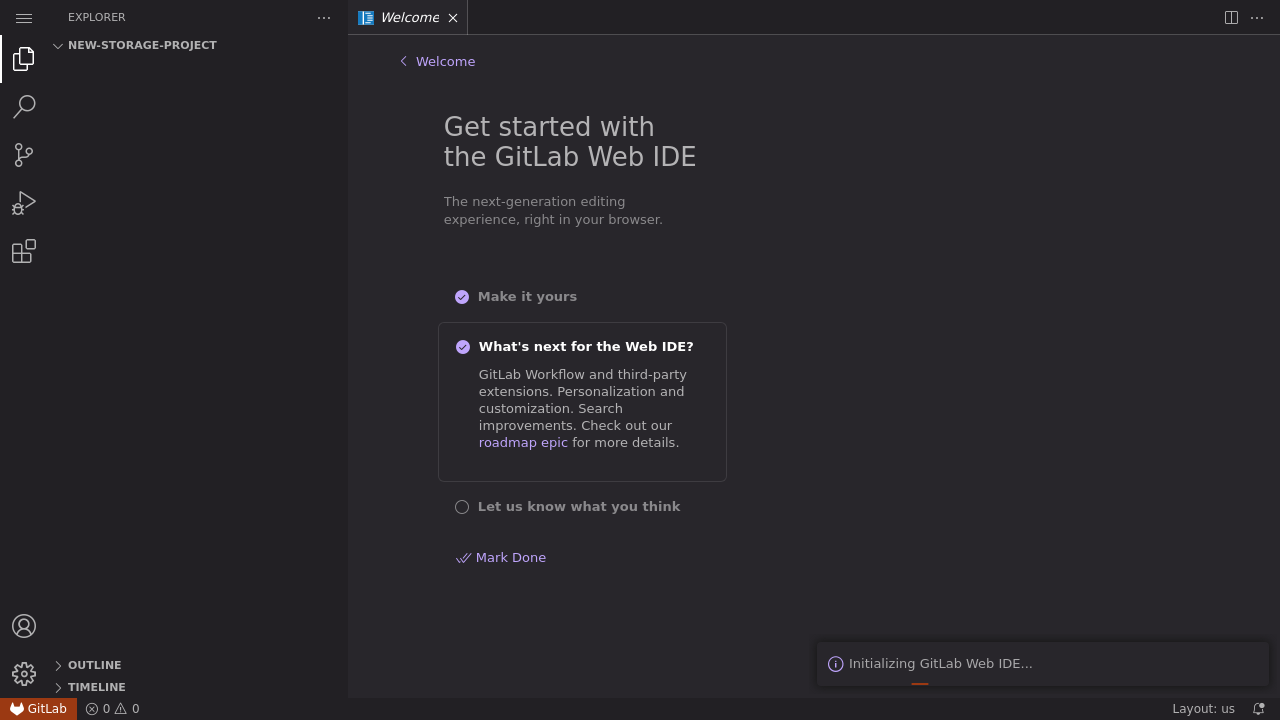 EXPLORER
NEW-STORAGE-PROJECT
Welcome
Welcome
Get started with
the GitLab Web IDE
The next-generation editing
experience, right in your browser.
Make it yours
What's next for the Web IDE?
GitLab Workflow and third-party
extensions. Personalization and
customization. Search
improvements. Check out our
roadmap epic for more details.
Let us know what you think
Mark Done
Initializing GitLab Web IDE...
OUTLINE
TIMELINE
GitLab
0
0
Layout: us